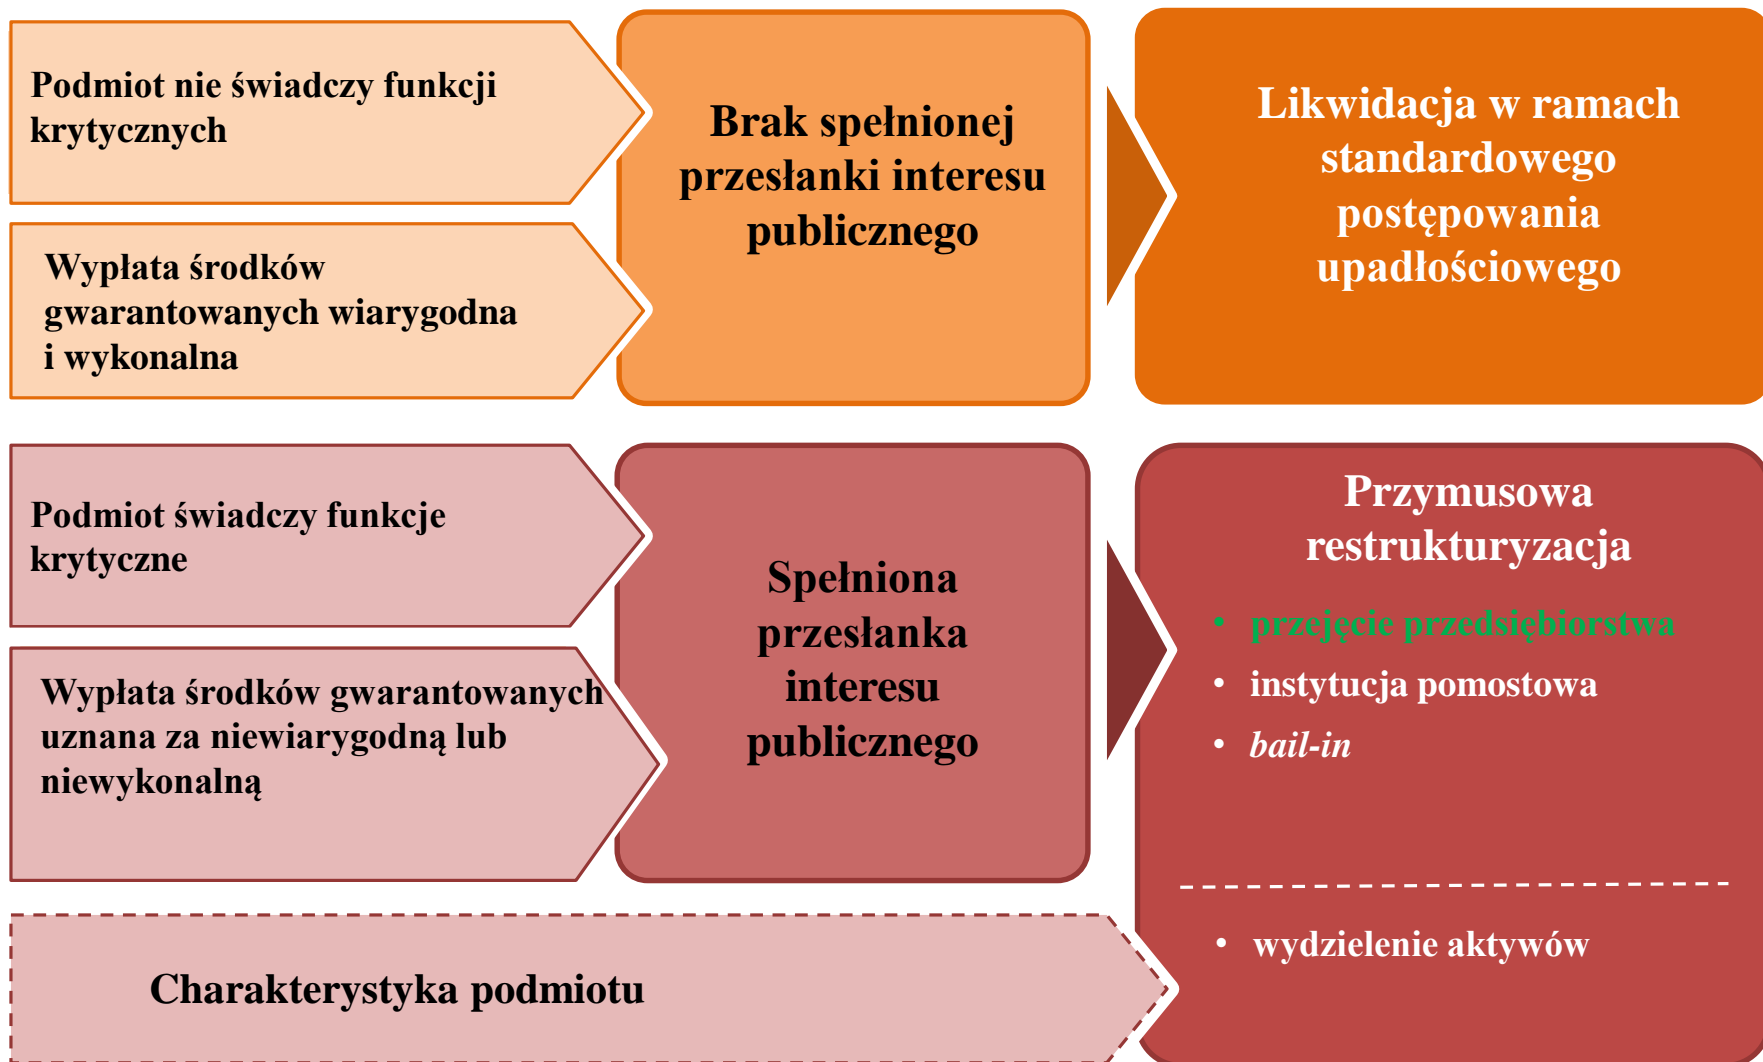 Podmiot nie świadczy funkcji
krytycznych
Wypłata środków
gwarantowanych wiarygodna
i wykonalna
Brak spełnionej
przesłanki interesu
publicznego
Likwidacja w ramach
standardowego
postępowania
upadłościowego
Podmiot świadczy funkcje
krytyczne
Wypłata środków gwarantowanych
uznana za niewiarygodną lub
niewykonalną
Spełniona
przesłanka
interesu
publicznego
Przymusowa
restrukturyzacja
• przejęcie przedsiębiorstwa
• instytucja pomostowa
• bail-in
• wydzielenie aktywów
Charakterystyka podmiotu